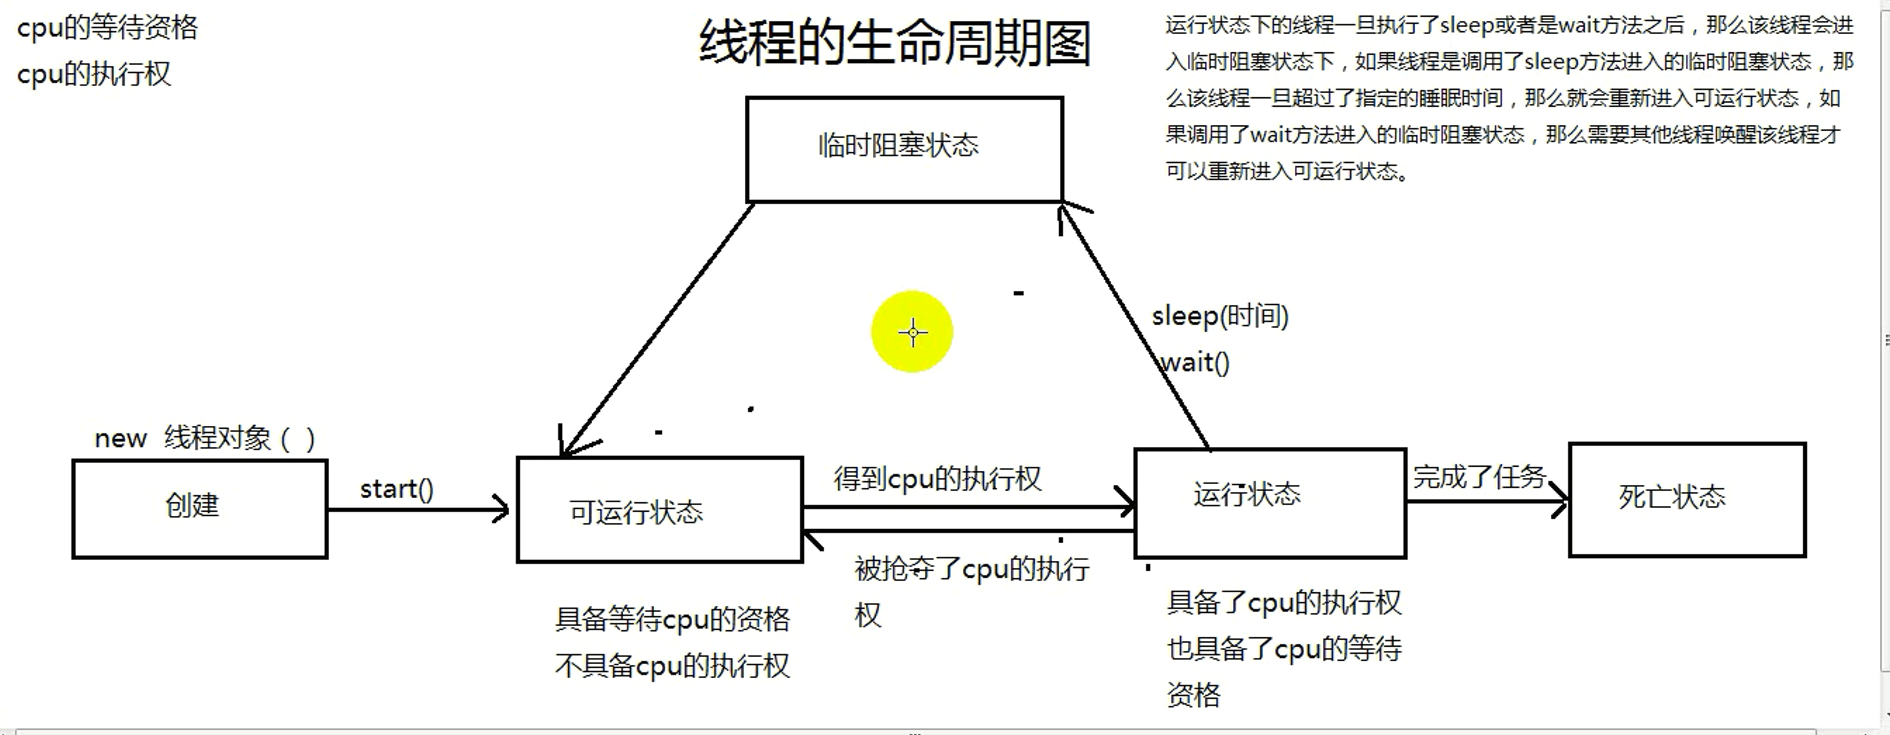 cpu的等待资格
cpu的执行权
线程的生命周期图
运行状态下的线程一旦执行了sleep或者是wait方法之后，那么该线程会进
入临时阻塞状态下，如果线程是调用了sleep方法进入的临时阻塞状态，那
么该线程一旦超过了指定的睡眠时间，那么就会重新进入可运行状态，如
果调用了wait方法进入的临时阻塞状态，那么需要其他线程唤醒该线程才
可以重新进入可运行状态。
临时阻塞状态
sleep(时间)
wait()
new 线程对象（ ）
创建
start()
可运行状态
得到cpu的执行权
运行状态
完成了任务
死亡状态
被抢夺了cpu的执行
权
具备等待cpu的资格
不具备cpu的执行权
具备了cpu的执行权
也具备了cpu的等待
资格